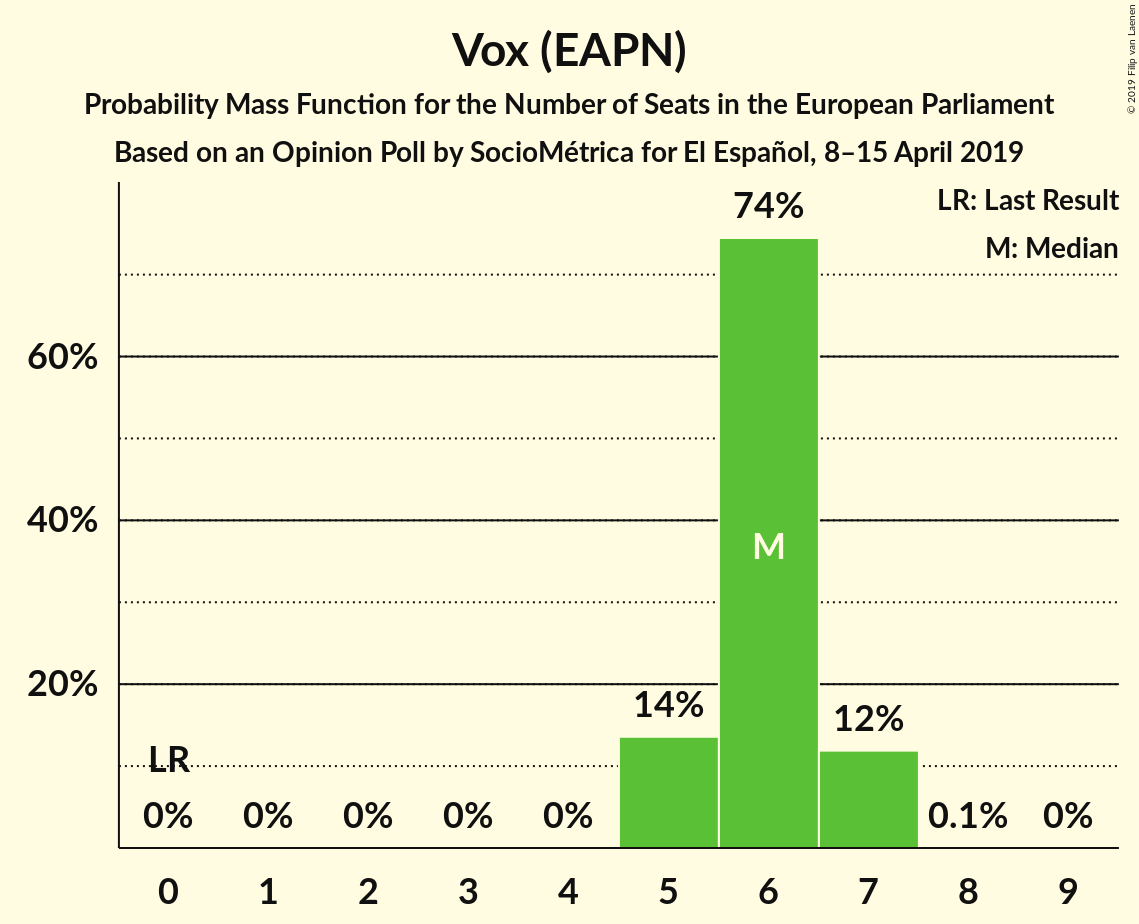 Vox (EAPN)
Probability Mass Function for the Number of Seats in the European Parliament
Based on an Opinion Poll by SocioMétrica for El Español, 8–15 April 2019
© 2019 Filip van Laenen
LR: Last Result
M: Median
74%
60%
40%
M
20%
14%
12%
LR
0% 0% 0% 0% 0% 0.1% 0%
0 1 2 3 4 5 6 7 8 9